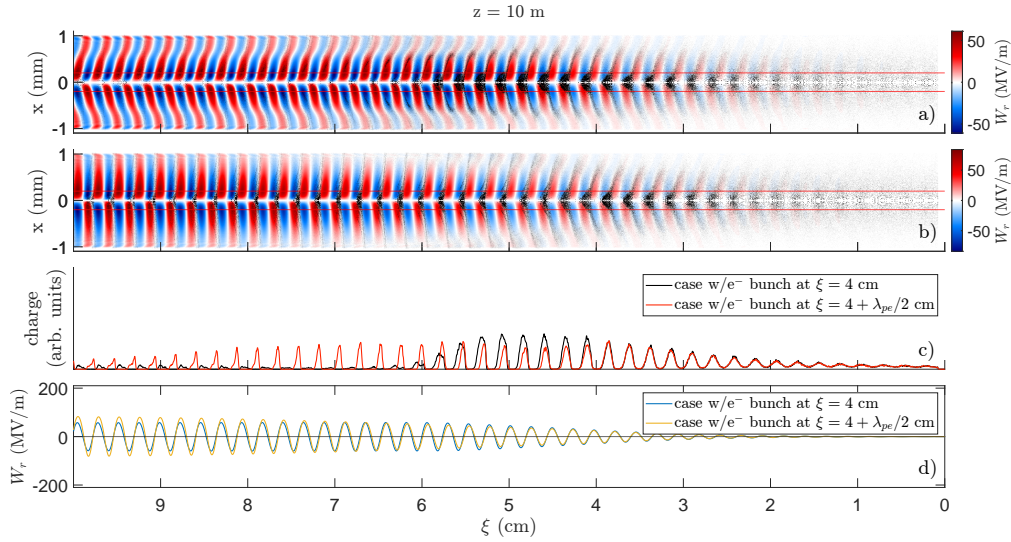 z = 10 m
1
0
-1
x (mm)
a)
50
0
-50
W_r (MV/m)
1
0
-1
x (mm)
b)
50
0
-50
W_r (MV/m)
charge
(arb. units)
case w/e⁻ bunch at ξ = 4 cm
case w/e⁻ bunch at ξ = 4 + λ_pe/2 cm
c)
200
0
-200
W_r (MV/m)
case w/e⁻ bunch at ξ = 4 cm
case w/e⁻ bunch at ξ = 4 + λ_pe/2 cm
d)
9 8 7 6 5 4 3 2 1 0
ξ (cm)